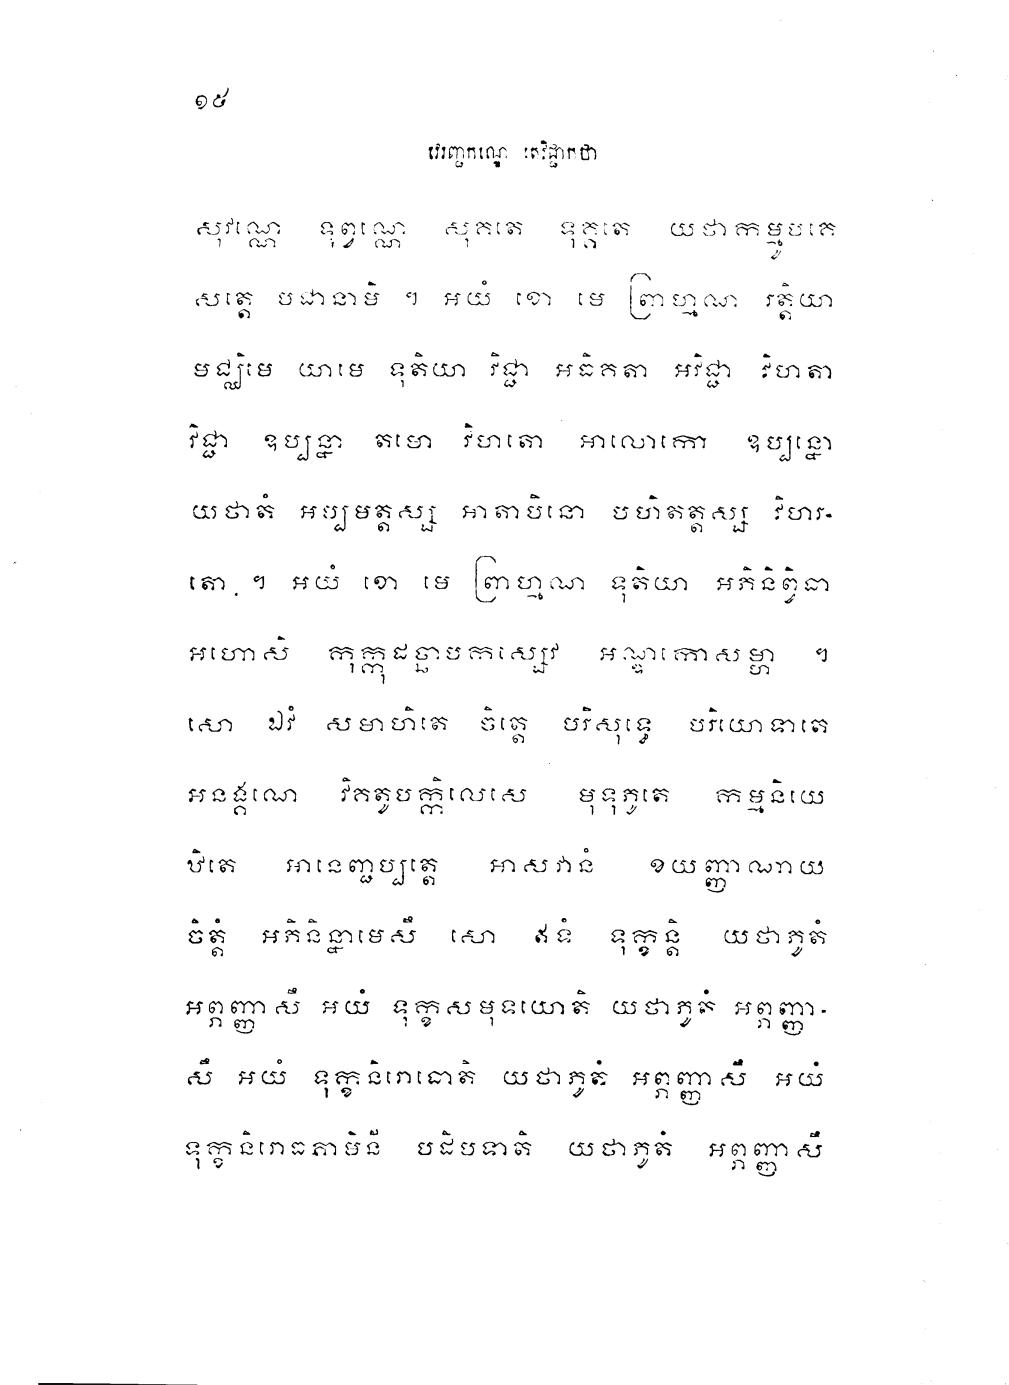 ១៥
វេរញ្ជកណ្ឌេ តេវិជ្ជាកថា
សុវណ្ណេ ទុព្វណ្ណេ សុគតេ ទុគ្គតេ យថាកម្មូបគេ
សត្តេ បជានាមិ ។ អយំ ខោ មេ ព្រាហ្មណ រត្តិយា
មជ្ឈិមេ យាមេ ទុតិយា វិជ្ជា អធិគតា អវិជ្ជា វិហតា
វិជ្ជា ឧប្បន្នា តមោ វិហតោ អាលោកោ ឧប្បន្នោ
យថាតំ អប្បមត្តស្ស អាតាបិនោ បហិតត្តស្ស វិហរ-
តោ ។ អយំ ខោ មេ ព្រាហ្មណ ទុតិយា អភិនិព្វិធា
អហោសិ កុក្កុដច្ឆាបកស្សេវ អណ្ឌកោសម្ហា ។
សោ ឯវំ សមាហិតេ ចិត្តេ បរិសុទ្ធេ បរិយោទាតេ
អនង្គណេ វិគតូបក្កិលេសេ មុទុភូតេ កម្មនិយេ
ឋិតេ អានេញ្ជប្បត្តេ អាសវានំ ខយញ្ញាណាយ
ចិត្តំ អភិនិន្នាមេសឹ សោ ឥទំ ទុក្ខន្តិ យថាភូតំ
អព្ភញ្ញាសឹ អយំ ទុក្ខសមុទយោតិ យថាភូតំ អព្ភញ្ញា-
សឹ អយំ ទុក្ខនិរោធោតិ យថាភូតំ អព្ភញ្ញាសឹ អយំ
ទុក្ខនិរោធគាមិនី បដិបទាតិ យថាភូតំ អព្ភញ្ញាសឹ